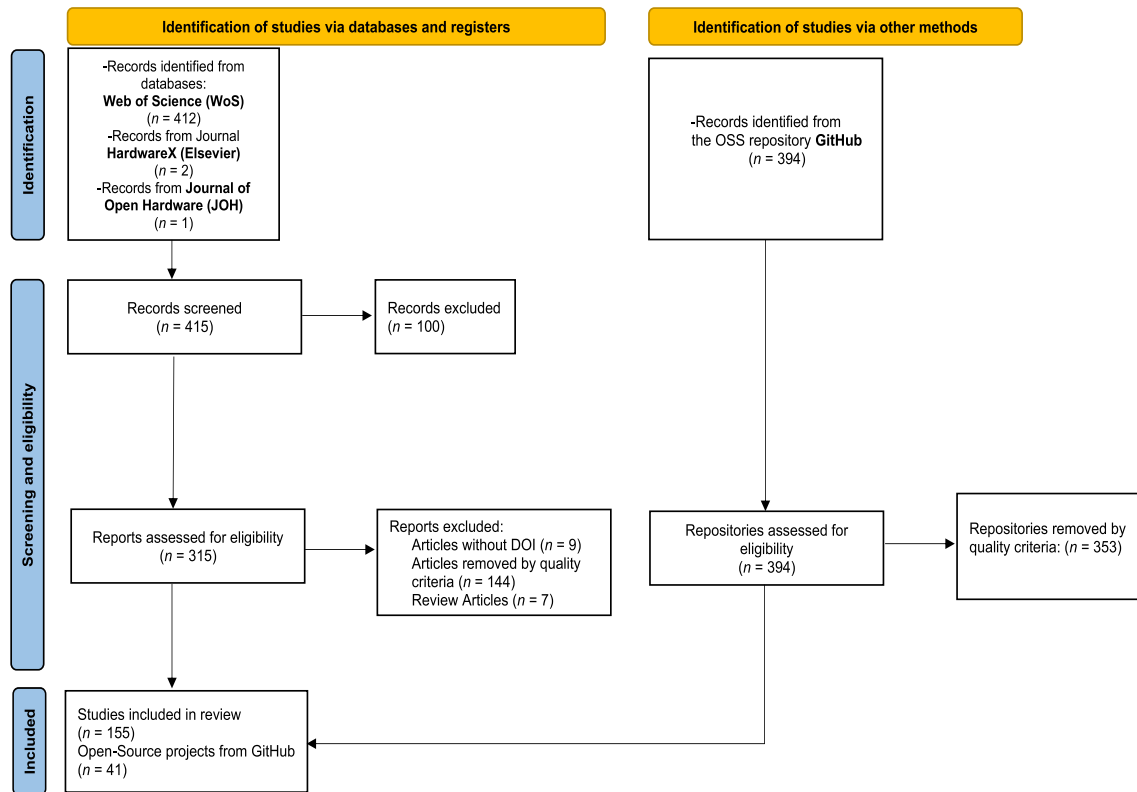 Identification of studies via databases and registers
Identification of studies via other methods
Identification
-Records identified from
databases:
Web of Science (WoS)
(n = 412)
-Records from Journal
HardwareX (Elsevier)
(n = 2)
-Records from Journal of
Open Hardware (JOH)
(n = 1)
-Records identified from
the OSS repository GitHub
(n = 394)
Screening and eligibility
Records screened
(n = 415)
Records excluded
(n = 100)
Reports assessed for eligibility
(n = 315)
Reports excluded:
Articles without DOI (n = 9)
Articles removed by quality
criteria (n = 144)
Review Articles (n = 7)
Repositories assessed for
eligibility
(n = 394)
Repositories removed by
quality criteria: (n = 353)
Included
Studies included in review
(n = 155)
Open-Source projects from GitHub
(n = 41)